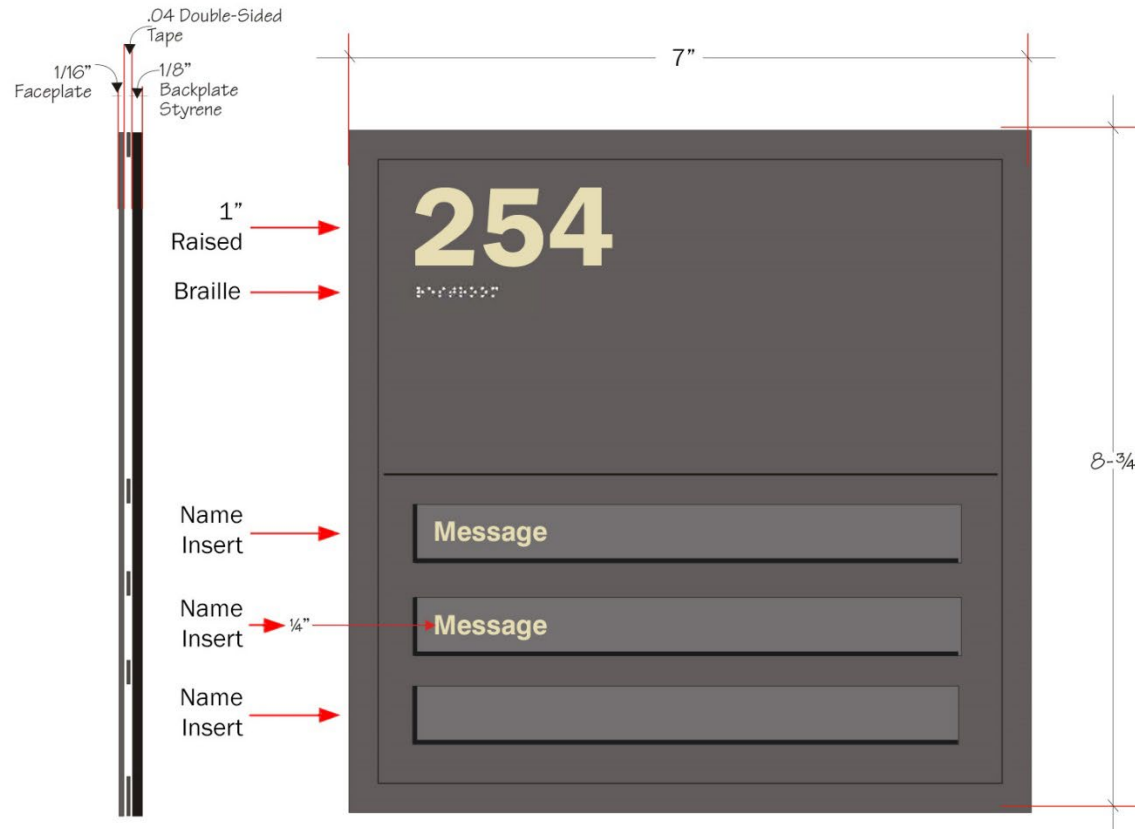 .04 Double-Sided
Tape
1/16"
Faceplate
1/8"
Backplate
Styrene
7”
8-¾
1”
Raised
254
Braille
⠗⠑⠎⠞⠗⠕⠕⠍
Name
Insert
Message
Name
Insert
¼”
Message
Name
Insert